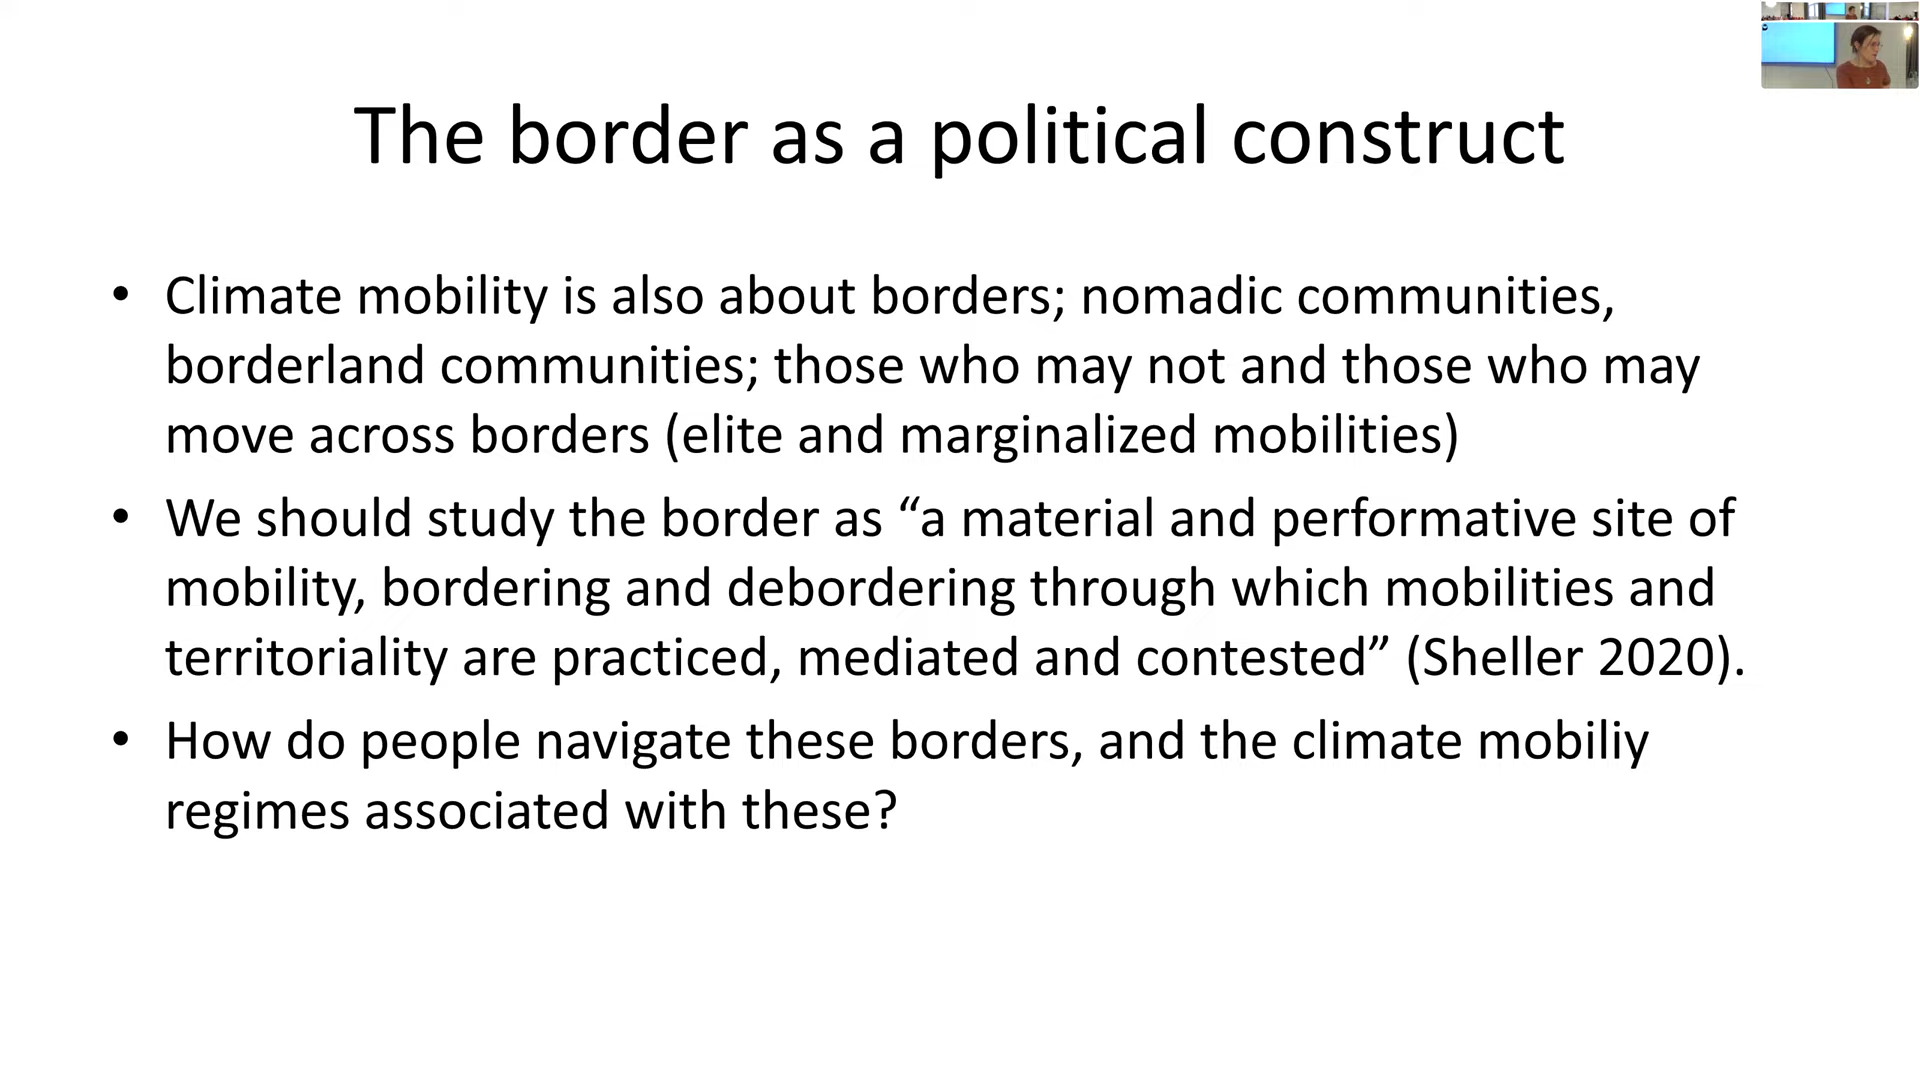 The border as a political construct
• Climate mobility is also about borders; nomadic communities,
borderland communities; those who may not and those who may
move across borders (elite and marginalized mobilities)
• We should study the border as “a material and performative site of
mobility, bordering and debordering through which mobilities and
territoriality are practiced, mediated and contested” (Sheller 2020).
• How do people navigate these borders, and the climate mobiliy
regimes associated with these?